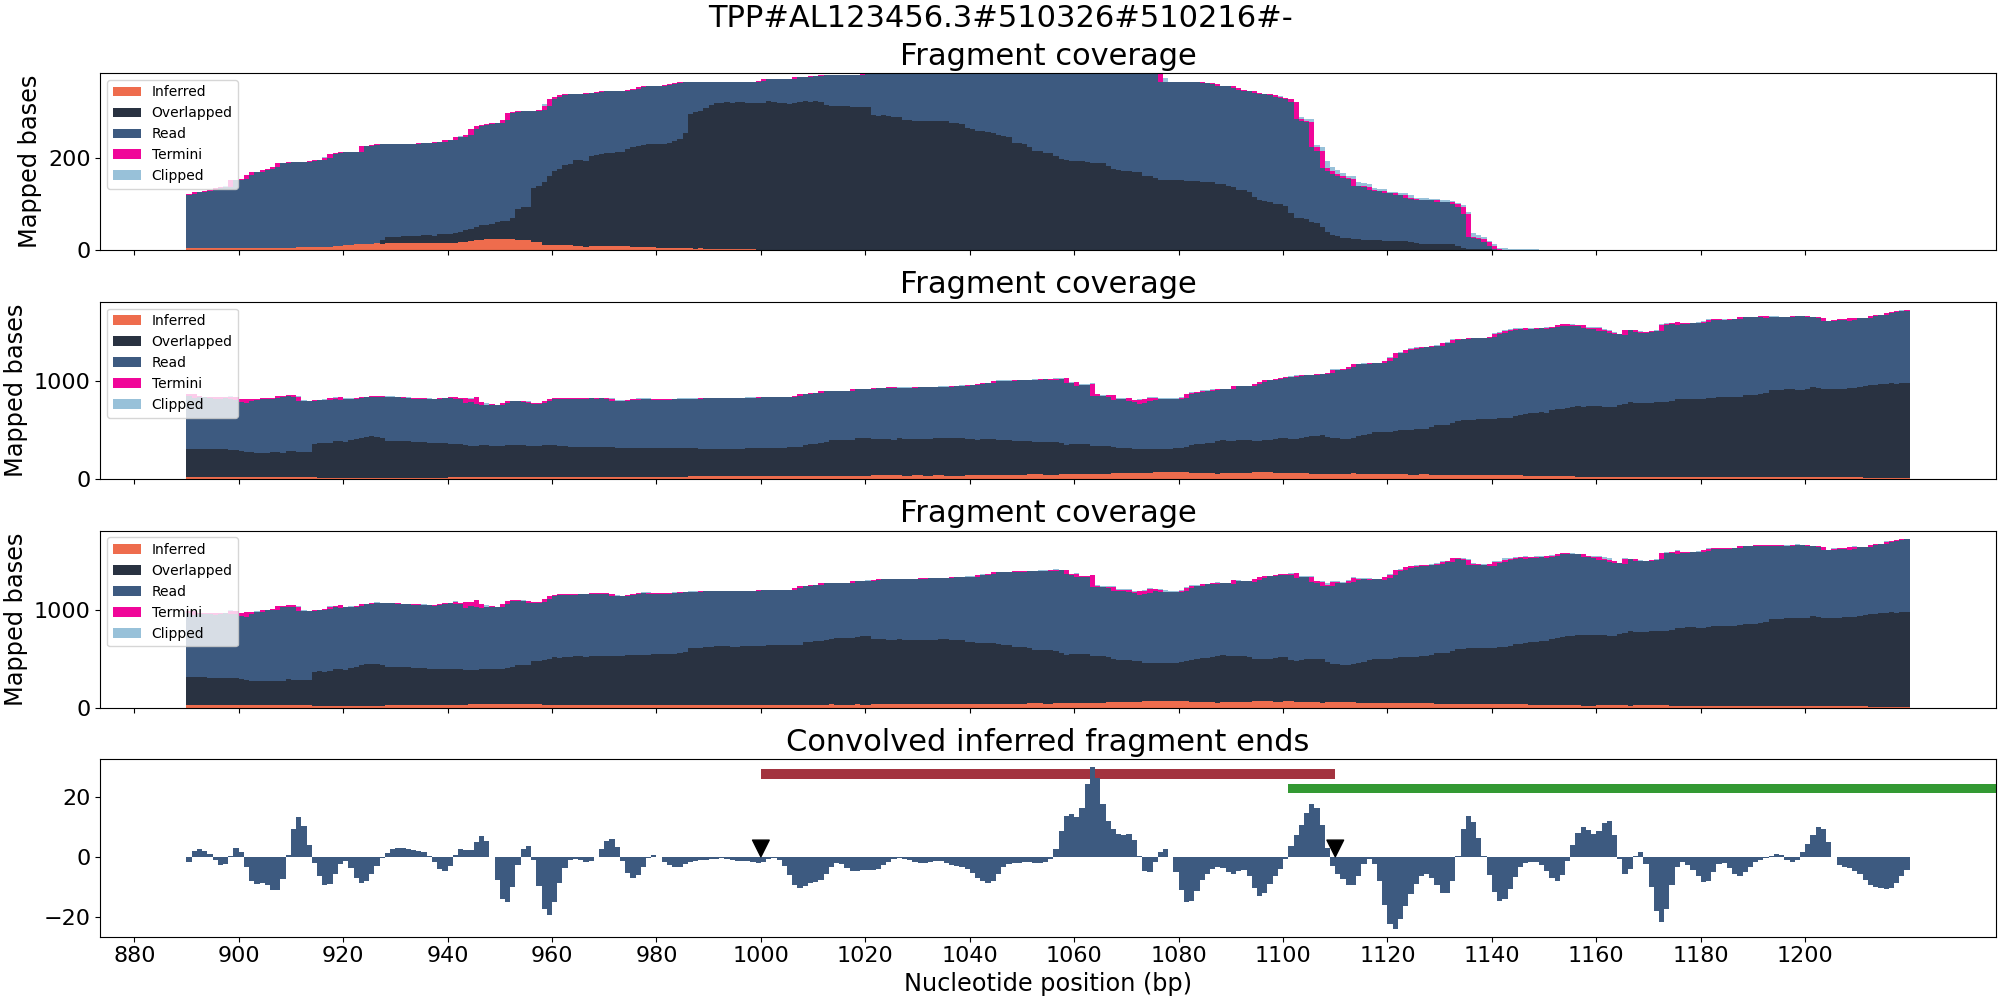 TPP#AL123456.3#510326#510216#-
Fragment coverage
Mapped bases
200
0
Inferred
Overlapped
Read
Termini
Clipped
Fragment coverage
Mapped bases
1000
0
Inferred
Overlapped
Read
Termini
Clipped
Fragment coverage
Mapped bases
1000
0
Inferred
Overlapped
Read
Termini
Clipped
Convolved inferred fragment ends
20
0
−20
880 900 920 940 960 980 1000 1020 1040 1060 1080 1100 1120 1140 1160 1180 1200
Nucleotide position (bp)